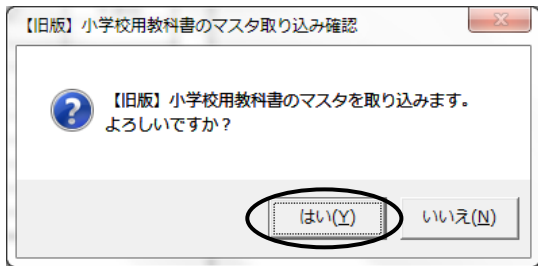 【旧版】小学校用教科書のマスタ取り込み確認
【旧版】小学校用教科書のマスタを取り込みます。
よろしいですか？
はい(Y)
いいえ(N)